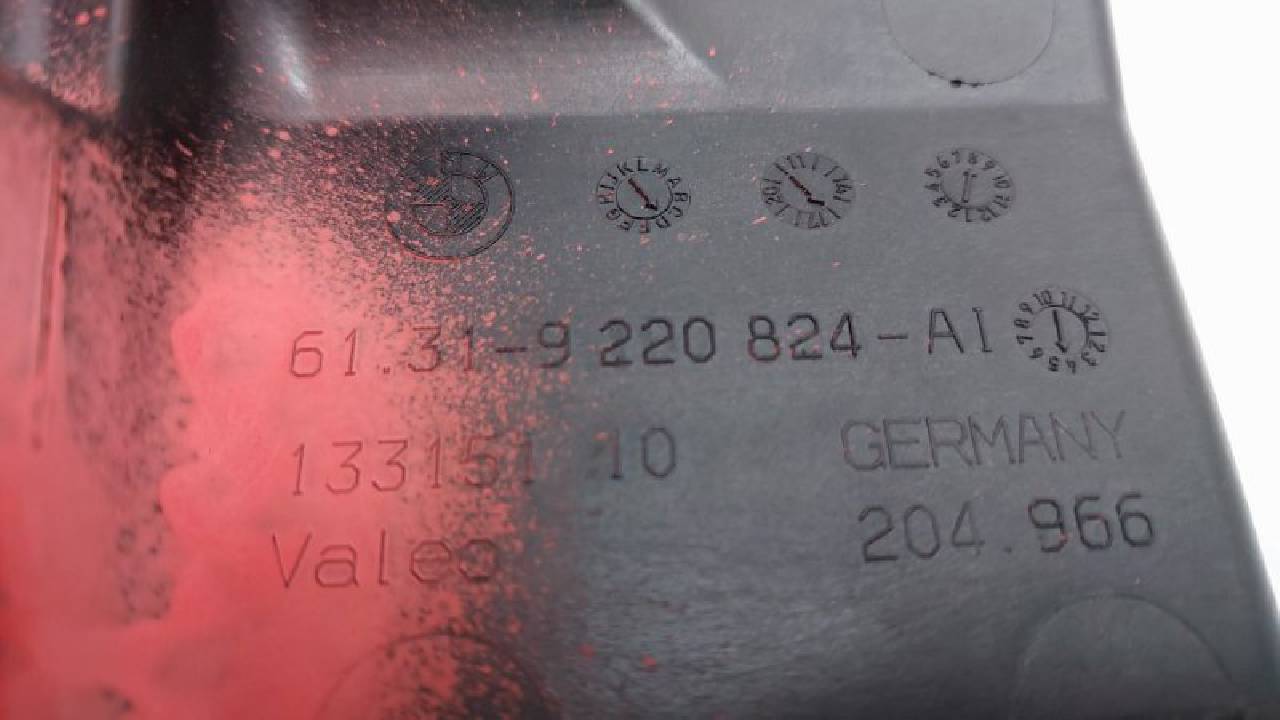 61.31-9 220 824-AI
133151 10 GERMANY
Valeo 204.966